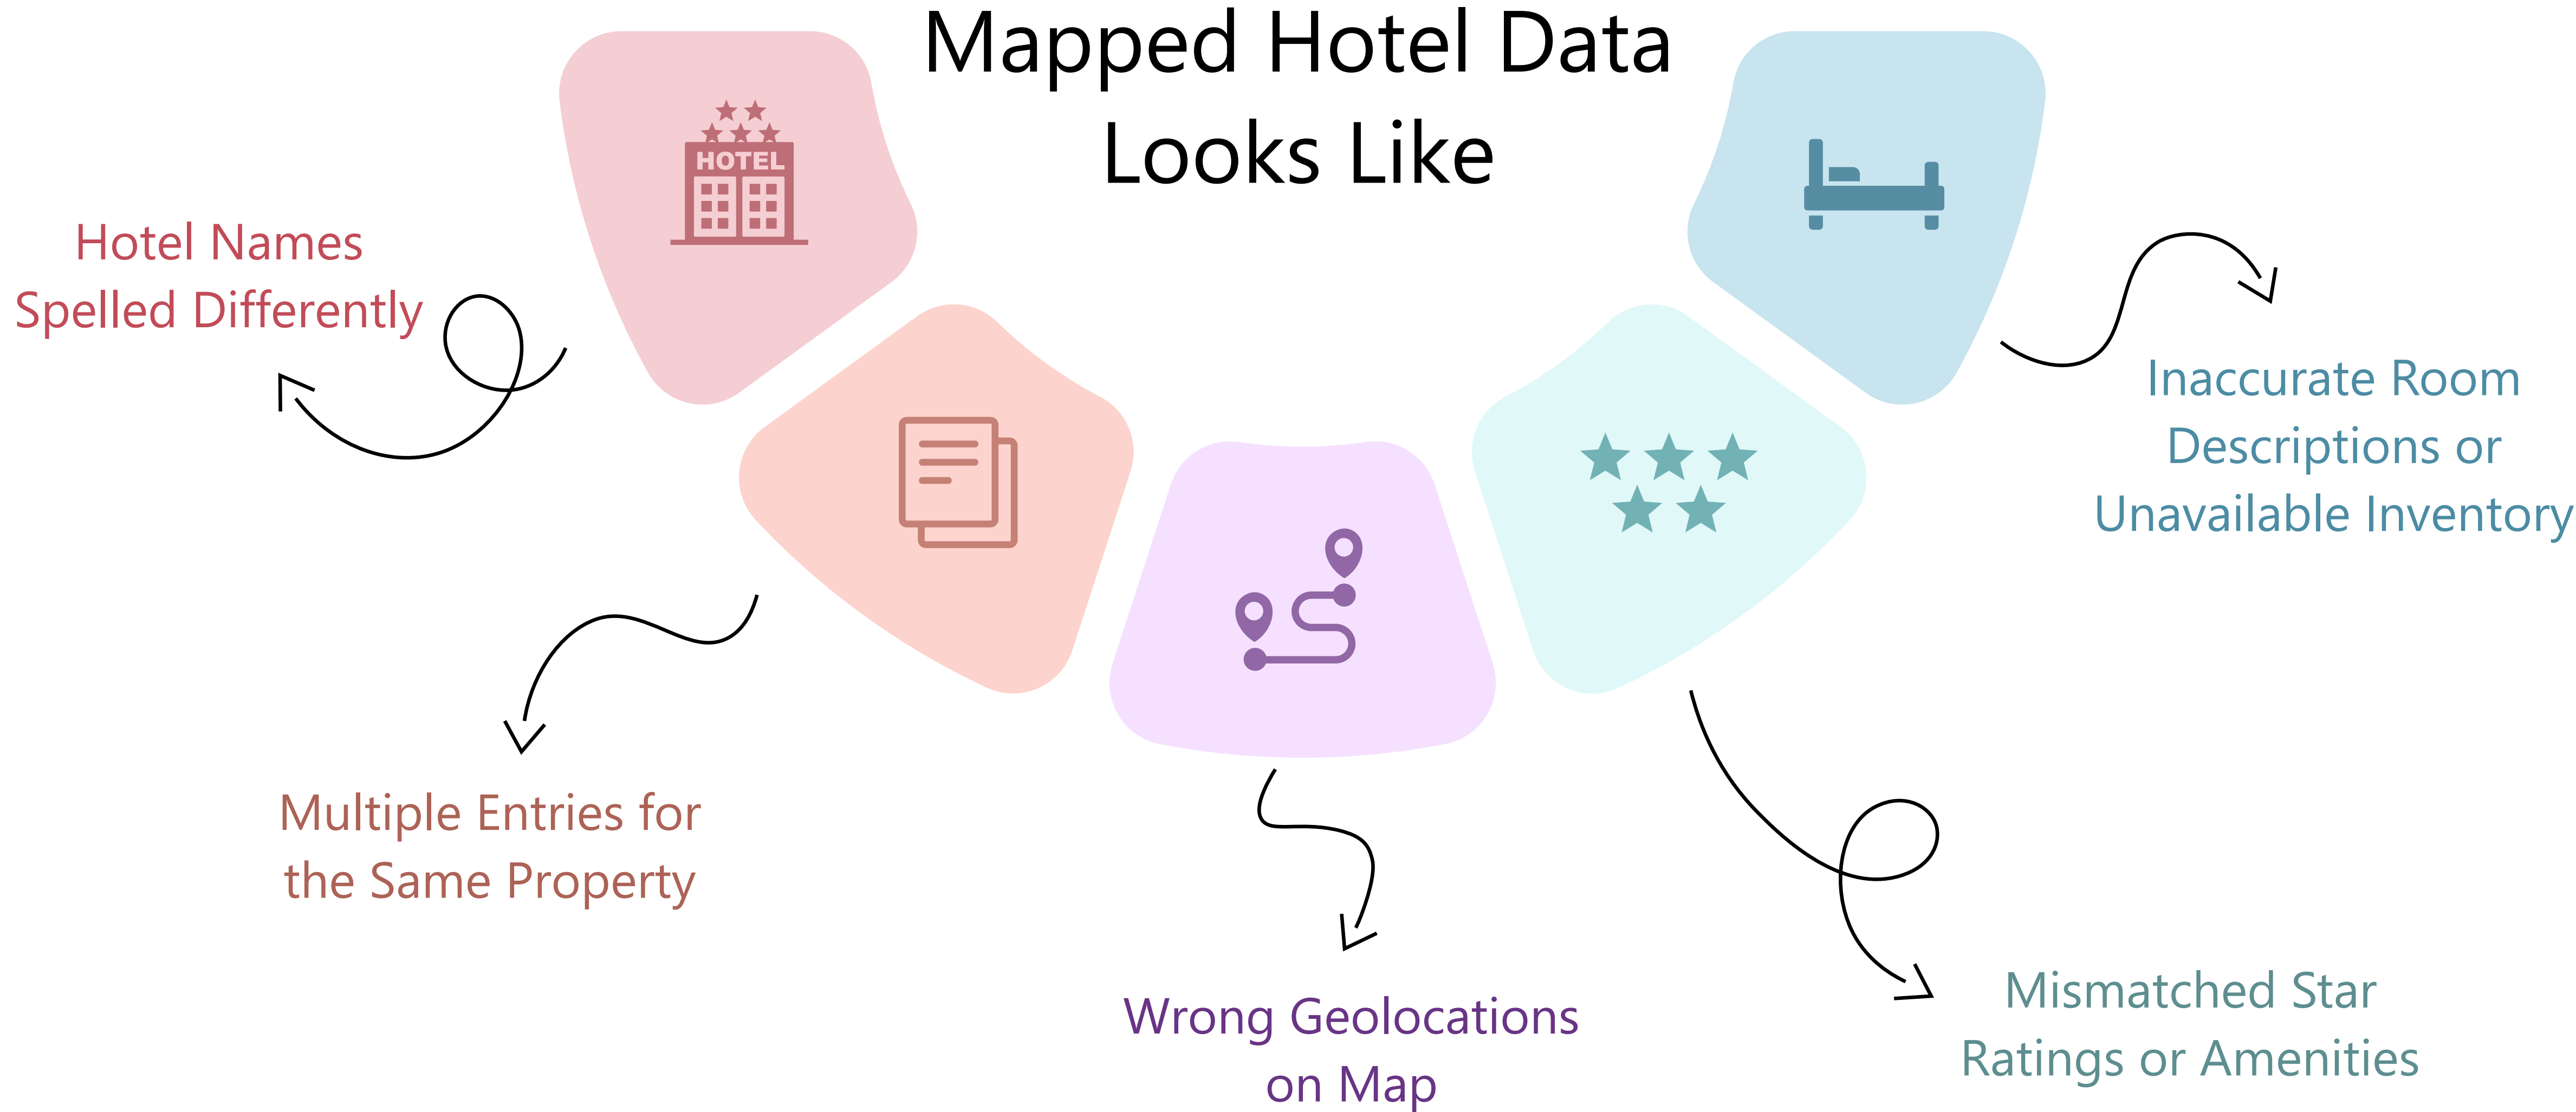 Mapped Hotel Data
Looks Like
HOTEL
Hotel Names
Spelled Differently
Multiple Entries for
the Same Property
Wrong Geolocations
on Map
Mismatched Star
Ratings or Amenities
Inaccurate Room
Descriptions or
Unavailable Inventory